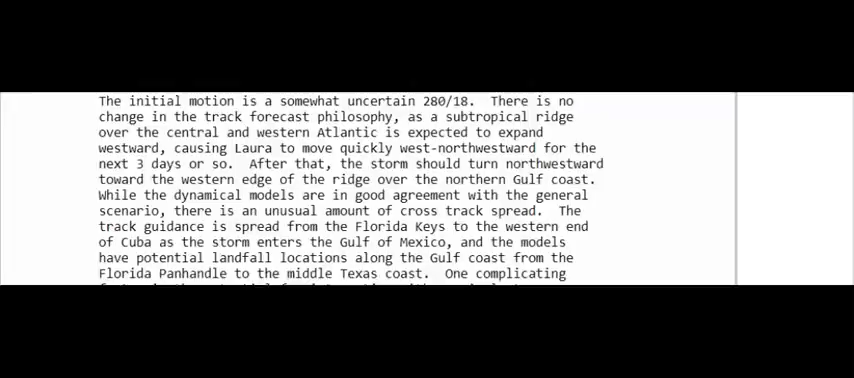 The initial motion is a somewhat uncertain 280/18.  There is no
change in the track forecast philosophy, as a subtropical ridge
over the central and western Atlantic is expected to expand
westward, causing Laura to move quickly west-northwestward for the
next 3 days or so.  After that, the storm should turn northwestward
toward the western edge of the ridge over the northern Gulf coast.
While the dynamical models are in good agreement with the general
scenario, there is an unusual amount of cross track spread.  The
track guidance is spread from the Florida Keys to the western end
of Cuba as the storm enters the Gulf of Mexico, and the models
have potential landfall locations along the Gulf coast from the
Florida Panhandle to the middle Texas coast.  One complicating